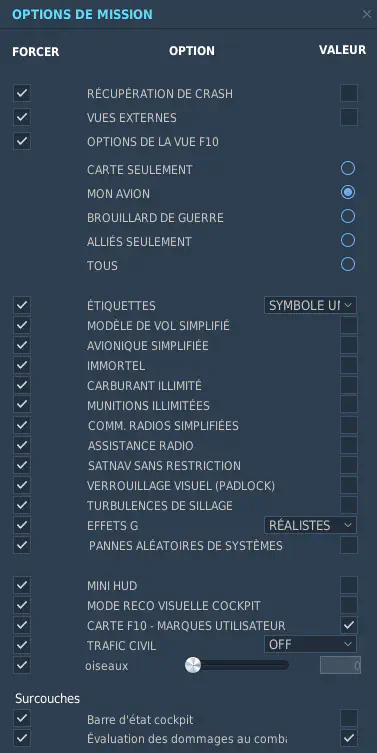 OPTIONS DE MISSION
FORCER OPTION VALEUR
RÉCUPÉRATION DE CRASH
VUES EXTERNES
OPTIONS DE LA VUE F10
CARTE SEULEMENT
MON AVION
BROUILLARD DE GUERRE
ALLIÉS SEULEMENT
TOUS
ÉTIQUETTES SYMBOLE UN
MODÈLE DE VOL SIMPLIFIÉ
AVIONIQUE SIMPLIFIÉE
IMMORTEL
CARBURANT ILLIMITÉ
MUNITIONS ILLIMITÉES
COMM. RADIOS SIMPLIFIÉES
ASSISTANCE RADIO
SATNAV SANS RESTRICTION
VERROUILLAGE VISUEL (PADLOCK)
TURBULENCES DE SILLAGE
EFFETS G RÉALISTES
PANNES ALÉATOIRES DE SYSTÈMES
MINI HUD
MODE RECO VISUELLE COCKPIT
CARTE F10 - MARQUES UTILISATEUR
TRAFIC CIVIL OFF
oiseaux 0
Surcouches
Barre d'état cockpit
Évaluation des dommages au comba